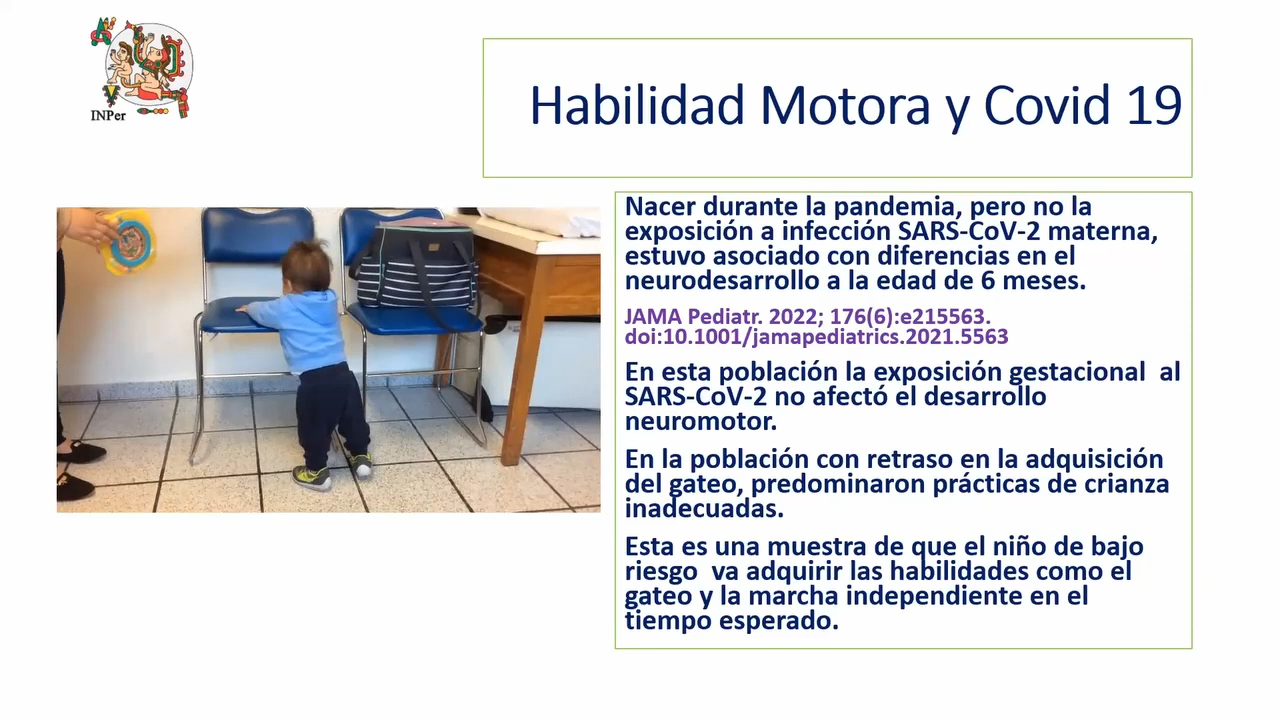 INPer
Habilidad Motora y Covid 19
Nacer durante la pandemia, pero no la
exposición a infección SARS-CoV-2 materna,
estuvo asociado con diferencias en el
neurodesarrollo a la edad de 6 meses.
JAMA Pediatr. 2022; 176(6):e215563.
doi:10.1001/jamapediatrics.2021.5563
En esta población la exposición gestacional  al
SARS-CoV-2 no afectó el desarrollo
neuromotor.
En la población con retraso en la adquisición
del gateo, predominaron prácticas de crianza
inadecuadas.
Esta es una muestra de que el niño de bajo
riesgo  va adquirir las habilidades como el
gateo y la marcha independiente en el
tiempo esperado.